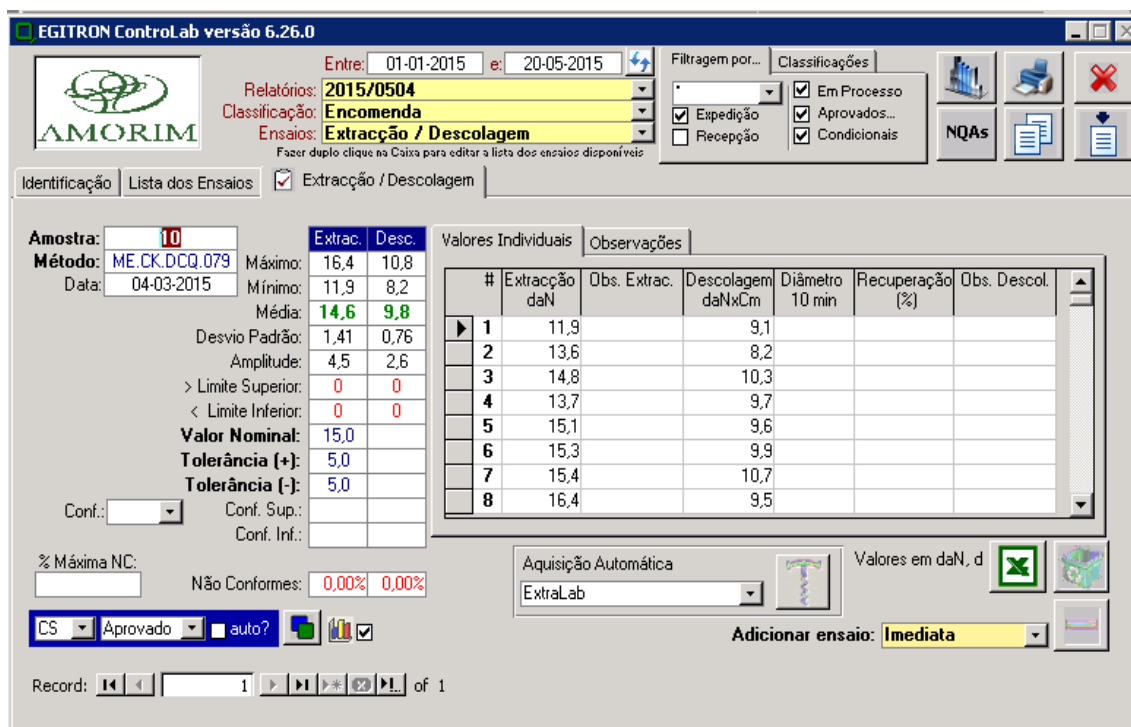 EGITRON ControLab versão 6.26.0
AMORIM
Entre: 01-01-2015 e: 20-05-2015
Relatórios: 2015/0504
Classificação: Encomenda
Ensaios: Extracção / Descolagem
Fazer duplo clique na Caixa para editar a lista dos ensaios disponíveis
Filtragem por... Classificações
*
Expedição
Recepção
Em Processo
Aprovados...
Condicionais
NQAs
Identificação Lista dos Ensaios Extracção / Descolagem
Amostra: 10
Método: ME.CK.DCQ.079
Data: 04-03-2015
Extrac. Desc.
Máximo: 16,4 10,8
Mínimo: 11,9 8,2
Média: 14,6 9,8
Desvio Padrão: 1,41 0,76
Amplitude: 4,5 2,6
> Limite Superior: 0 0
< Limite Inferior: 0 0
Valor Nominal: 15,0
Tolerância (+): 5,0
Tolerância (-): 5,0
Conf.: Conf. Sup.:
Conf. Inf.:
% Máxima NC:
Não Conformes: 0,00% 0,00%
CS Aprovado auto?
Valores Individuais Observações
# Extracção daN Obs. Extrac. Descolagem daNxCm Diâmetro 10 min Recuperação (%) Obs. Descol.
1 11,9 9,1
2 13,6 8,2
3 14,8 10,3
4 13,7 9,7
5 15,1 9,6
6 15,3 9,9
7 15,4 10,7
8 16,4 9,5
Aquisição Automática
ExtraLab
Valores em daN, d
Adicionar ensaio: Imediata
Record: 1 of 1